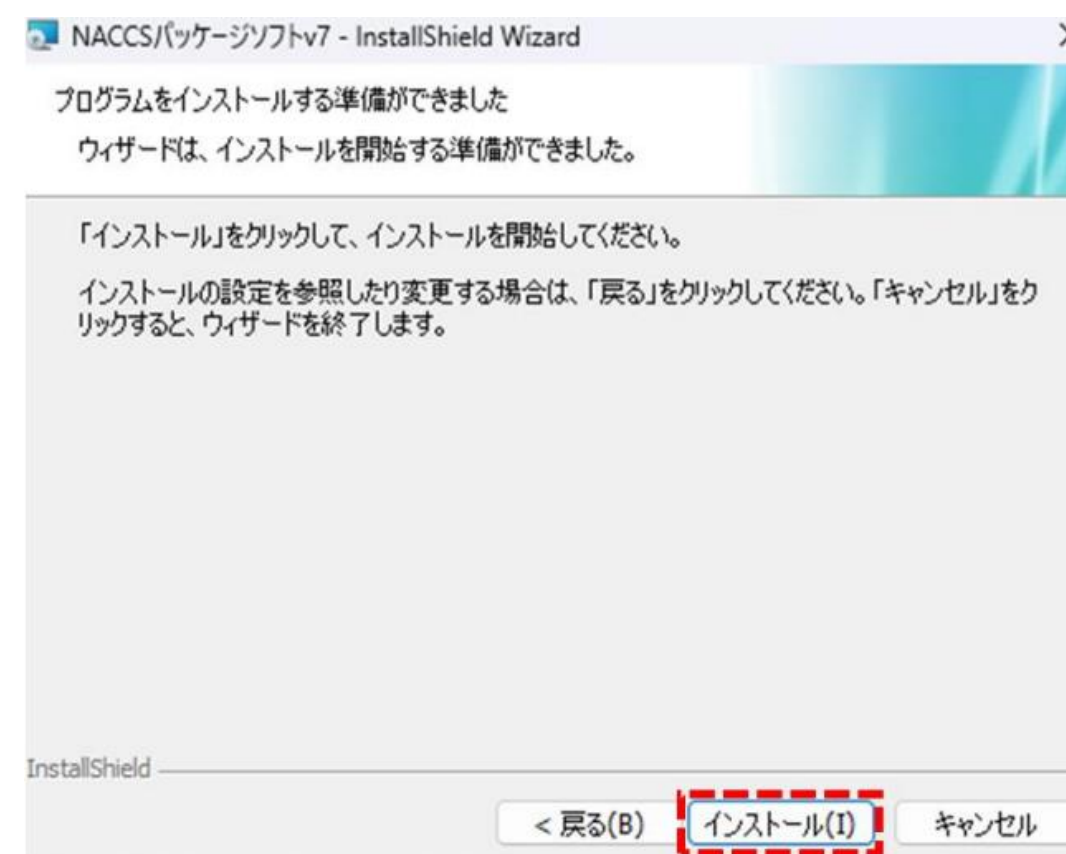 NACCSパッケージソフトv7 - InstallShield Wizard
プログラムをインストールする準備ができました
ウィザードは、インストールを開始する準備ができました。
「インストール」をクリックして、インストールを開始してください。
インストールの設定を参照したり変更する場合は、「戻る」をクリックしてください。「キャンセル」をク
リックすると、ウィザードを終了します。
InstallShield
< 戻る(B) インストール(I) キャンセル